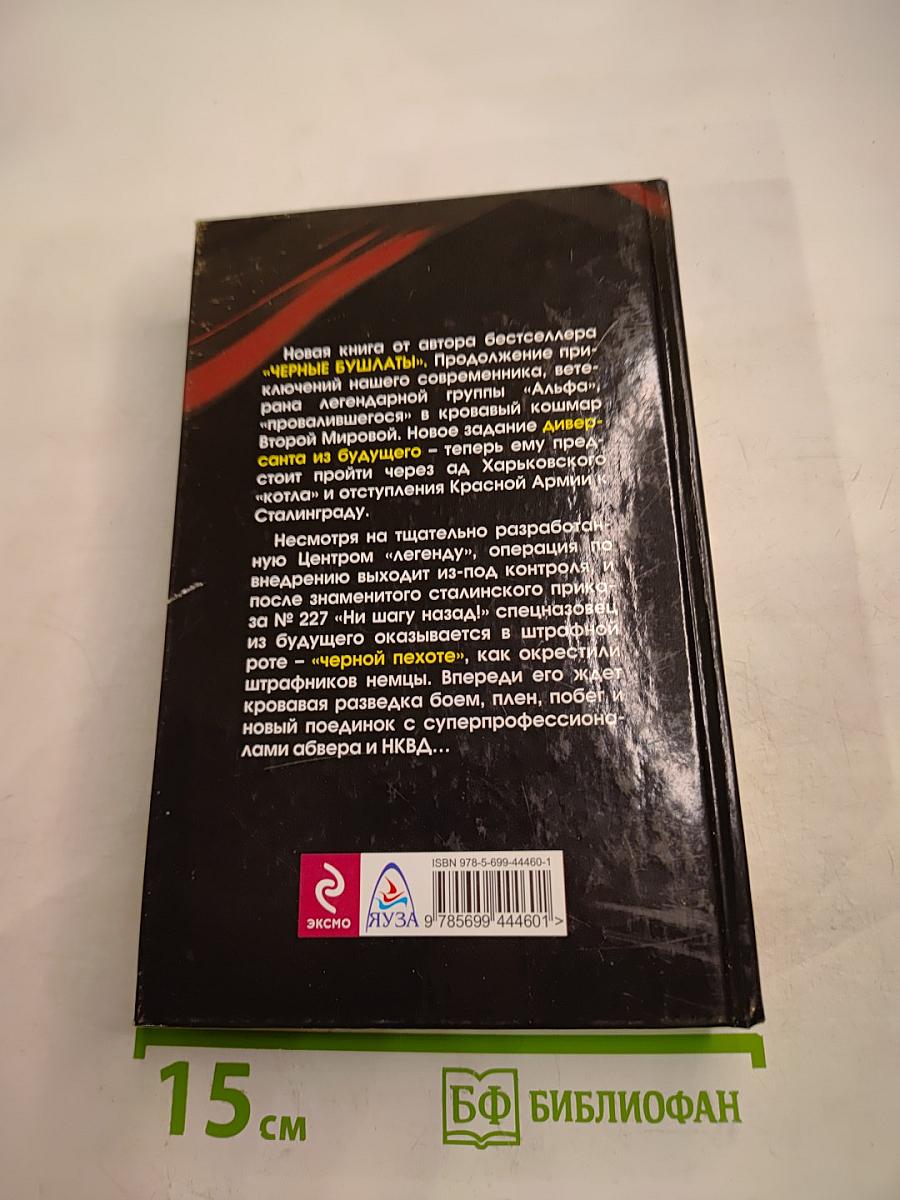 Новая книга от автора бестселлера
«ЧЕРНЫЕ БУШЛАТЫ». Продолжение при-
ключений нашего современника, вете-
рана легендарной группы «Альфа»,
«провалившегося» в кровавый кошмар
Второй Мировой. Новое задание дивер-
санта из будущего – теперь ему пред-
стоит пройти через ад Харьковского
«котла» и отступления Красной Армии к
Сталинграду.
Несмотря на тщательно разработан-
ную Центром «легенду», операция по
внедрению выходит из-под контроля, и
после знаменитого сталинского прика-
за № 227 «Ни шагу назад!» спецназовец
из будущего оказывается в штрафной
роте – «черной пехоте», как окрестили
штрафников немцы. Впереди его ждет
кровавая разведка боем, плен, побег и
новый поединок с суперпрофессиона-
лами абвера и НКВД...
ISBN 978-5-699-44460-1
ЭКСМО
ЯУЗА
9 785699 444601 >
15 см
БФ БИБЛИОФАН